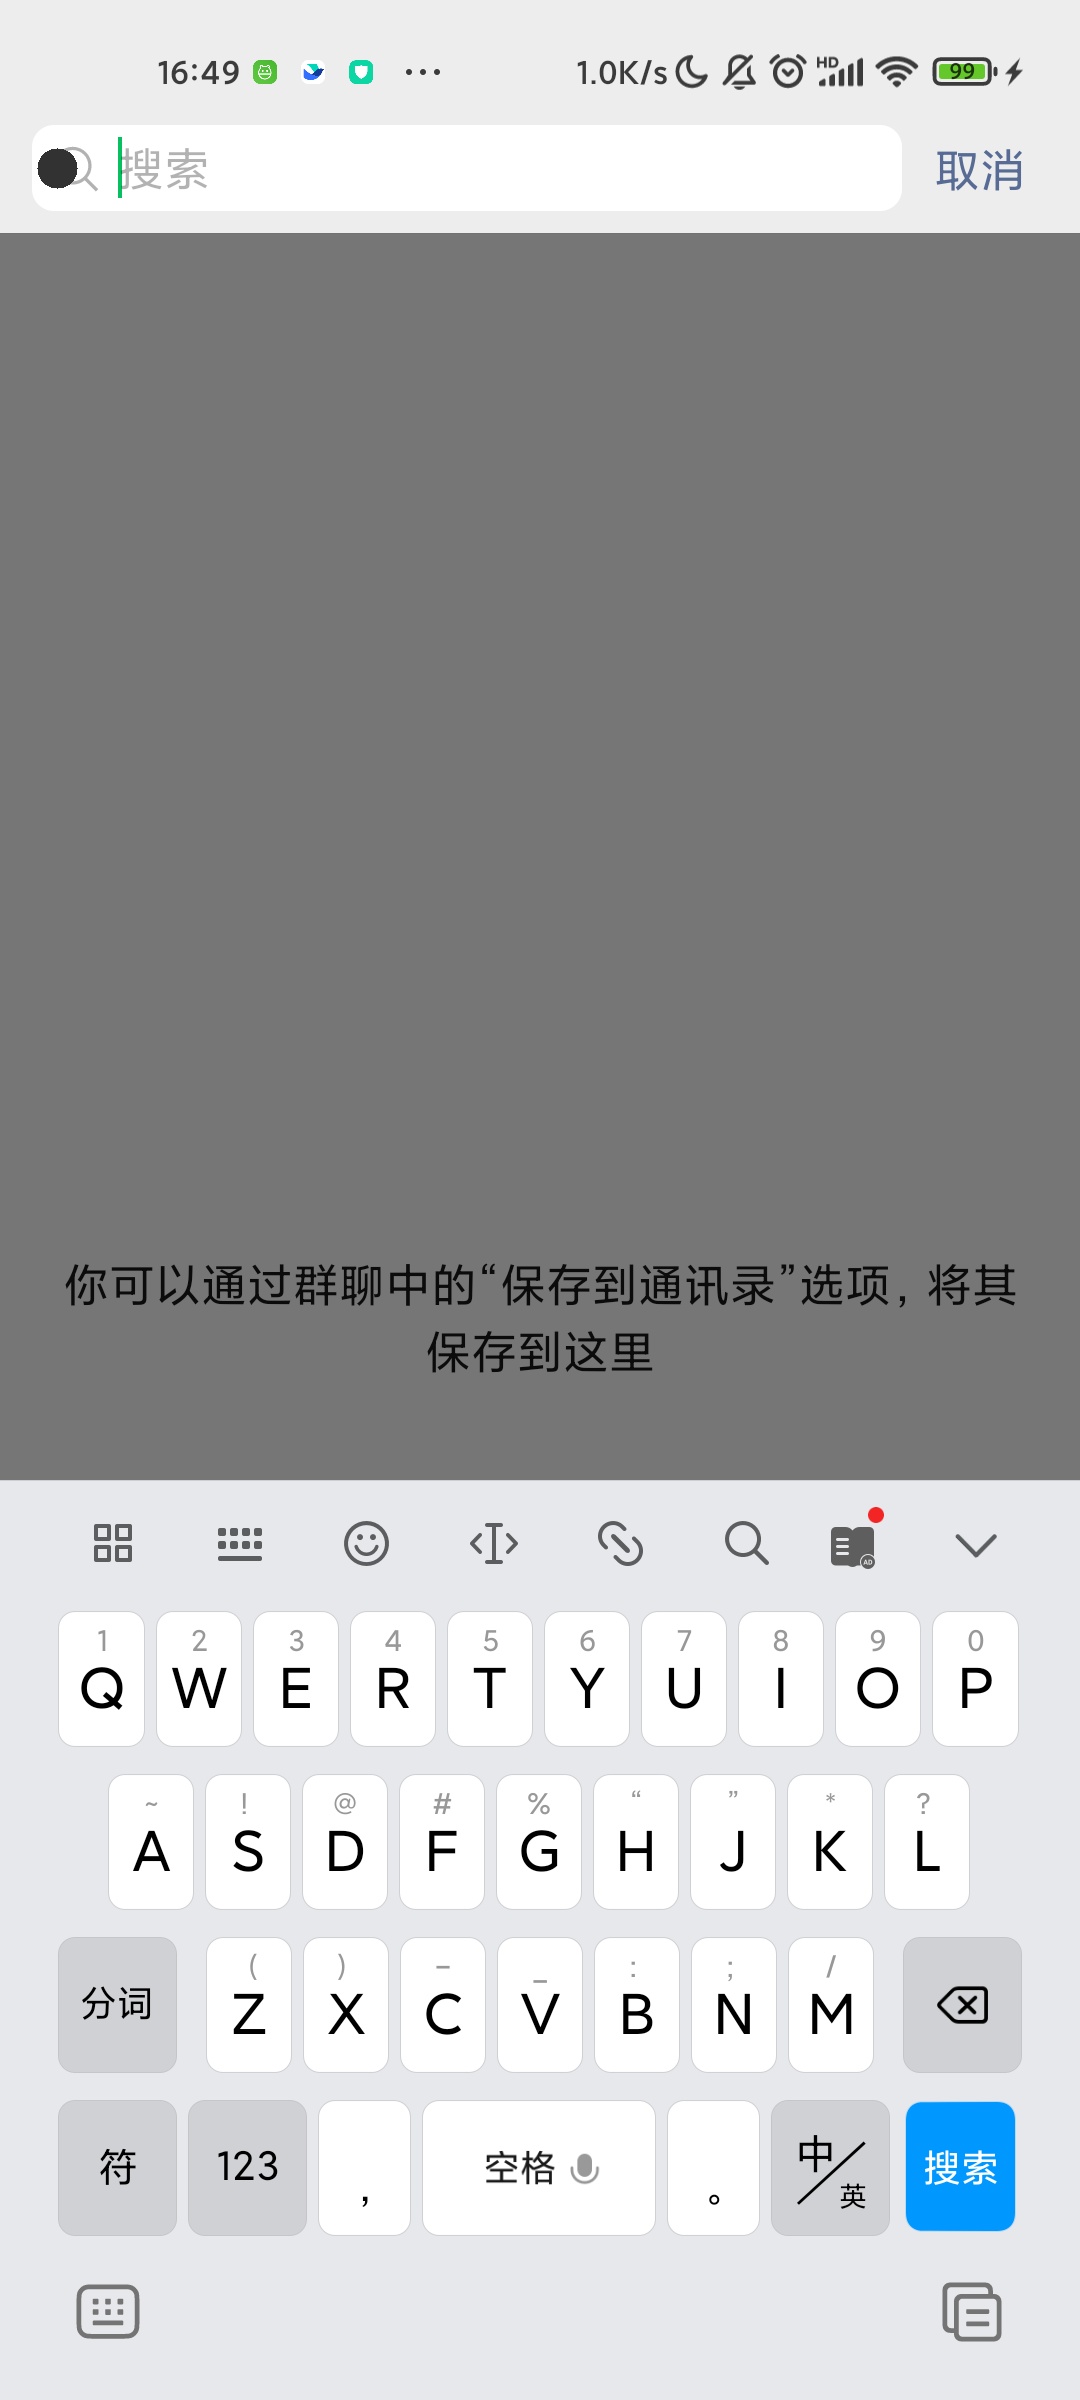 16:49 1.0K/s HD 99
搜索 取消
你可以通过群聊中的“保存到通讯录”选项，将其
保存到这里
AD
1 2 3 4 5 6 7 8 9 0
Q W E R T Y U I O P
~ ! @ # % “ ” * ?
A S D F G H J K L
( ) – _ : ; /
分词 Z X C V B N M
符 123 ， 空格 。 中/英 搜索